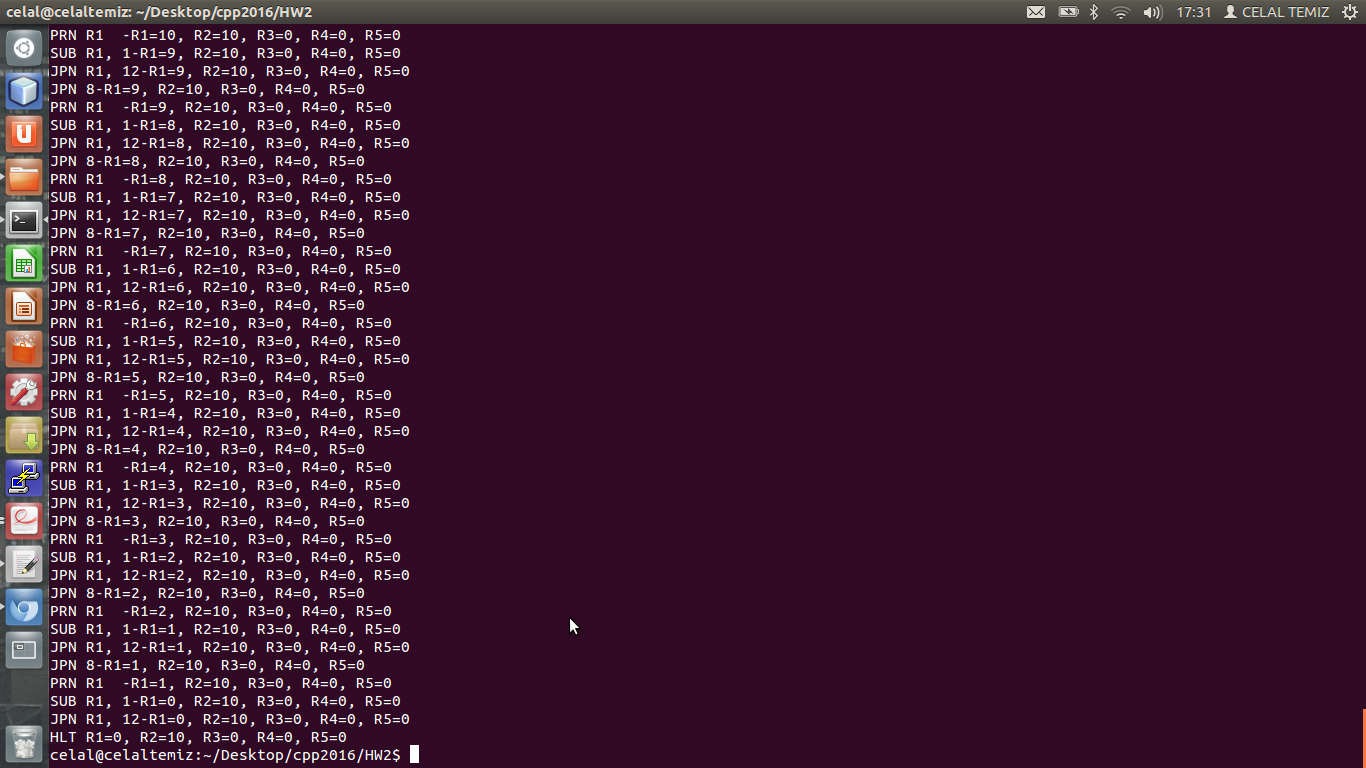 celal@celaltemiz: ~/Desktop/cpp2016/HW2 17:31 CELAL TEMIZ
PRN R1  -R1=10, R2=10, R3=0, R4=0, R5=0
SUB R1, 1-R1=9, R2=10, R3=0, R4=0, R5=0
JPN R1, 12-R1=9, R2=10, R3=0, R4=0, R5=0
JPN 8-R1=9, R2=10, R3=0, R4=0, R5=0
PRN R1  -R1=9, R2=10, R3=0, R4=0, R5=0
SUB R1, 1-R1=8, R2=10, R3=0, R4=0, R5=0
JPN R1, 12-R1=8, R2=10, R3=0, R4=0, R5=0
JPN 8-R1=8, R2=10, R3=0, R4=0, R5=0
PRN R1  -R1=8, R2=10, R3=0, R4=0, R5=0
SUB R1, 1-R1=7, R2=10, R3=0, R4=0, R5=0
JPN R1, 12-R1=7, R2=10, R3=0, R4=0, R5=0
JPN 8-R1=7, R2=10, R3=0, R4=0, R5=0
PRN R1  -R1=7, R2=10, R3=0, R4=0, R5=0
SUB R1, 1-R1=6, R2=10, R3=0, R4=0, R5=0
JPN R1, 12-R1=6, R2=10, R3=0, R4=0, R5=0
JPN 8-R1=6, R2=10, R3=0, R4=0, R5=0
PRN R1  -R1=6, R2=10, R3=0, R4=0, R5=0
SUB R1, 1-R1=5, R2=10, R3=0, R4=0, R5=0
JPN R1, 12-R1=5, R2=10, R3=0, R4=0, R5=0
JPN 8-R1=5, R2=10, R3=0, R4=0, R5=0
PRN R1  -R1=5, R2=10, R3=0, R4=0, R5=0
SUB R1, 1-R1=4, R2=10, R3=0, R4=0, R5=0
JPN R1, 12-R1=4, R2=10, R3=0, R4=0, R5=0
JPN 8-R1=4, R2=10, R3=0, R4=0, R5=0
PRN R1  -R1=4, R2=10, R3=0, R4=0, R5=0
SUB R1, 1-R1=3, R2=10, R3=0, R4=0, R5=0
JPN R1, 12-R1=3, R2=10, R3=0, R4=0, R5=0
JPN 8-R1=3, R2=10, R3=0, R4=0, R5=0
PRN R1  -R1=3, R2=10, R3=0, R4=0, R5=0
SUB R1, 1-R1=2, R2=10, R3=0, R4=0, R5=0
JPN R1, 12-R1=2, R2=10, R3=0, R4=0, R5=0
JPN 8-R1=2, R2=10, R3=0, R4=0, R5=0
PRN R1  -R1=2, R2=10, R3=0, R4=0, R5=0
SUB R1, 1-R1=1, R2=10, R3=0, R4=0, R5=0
JPN R1, 12-R1=1, R2=10, R3=0, R4=0, R5=0
JPN 8-R1=1, R2=10, R3=0, R4=0, R5=0
PRN R1  -R1=1, R2=10, R3=0, R4=0, R5=0
SUB R1, 1-R1=0, R2=10, R3=0, R4=0, R5=0
JPN R1, 12-R1=0, R2=10, R3=0, R4=0, R5=0
HLT R1=0, R2=10, R3=0, R4=0, R5=0
celal@celaltemiz:~/Desktop/cpp2016/HW2$